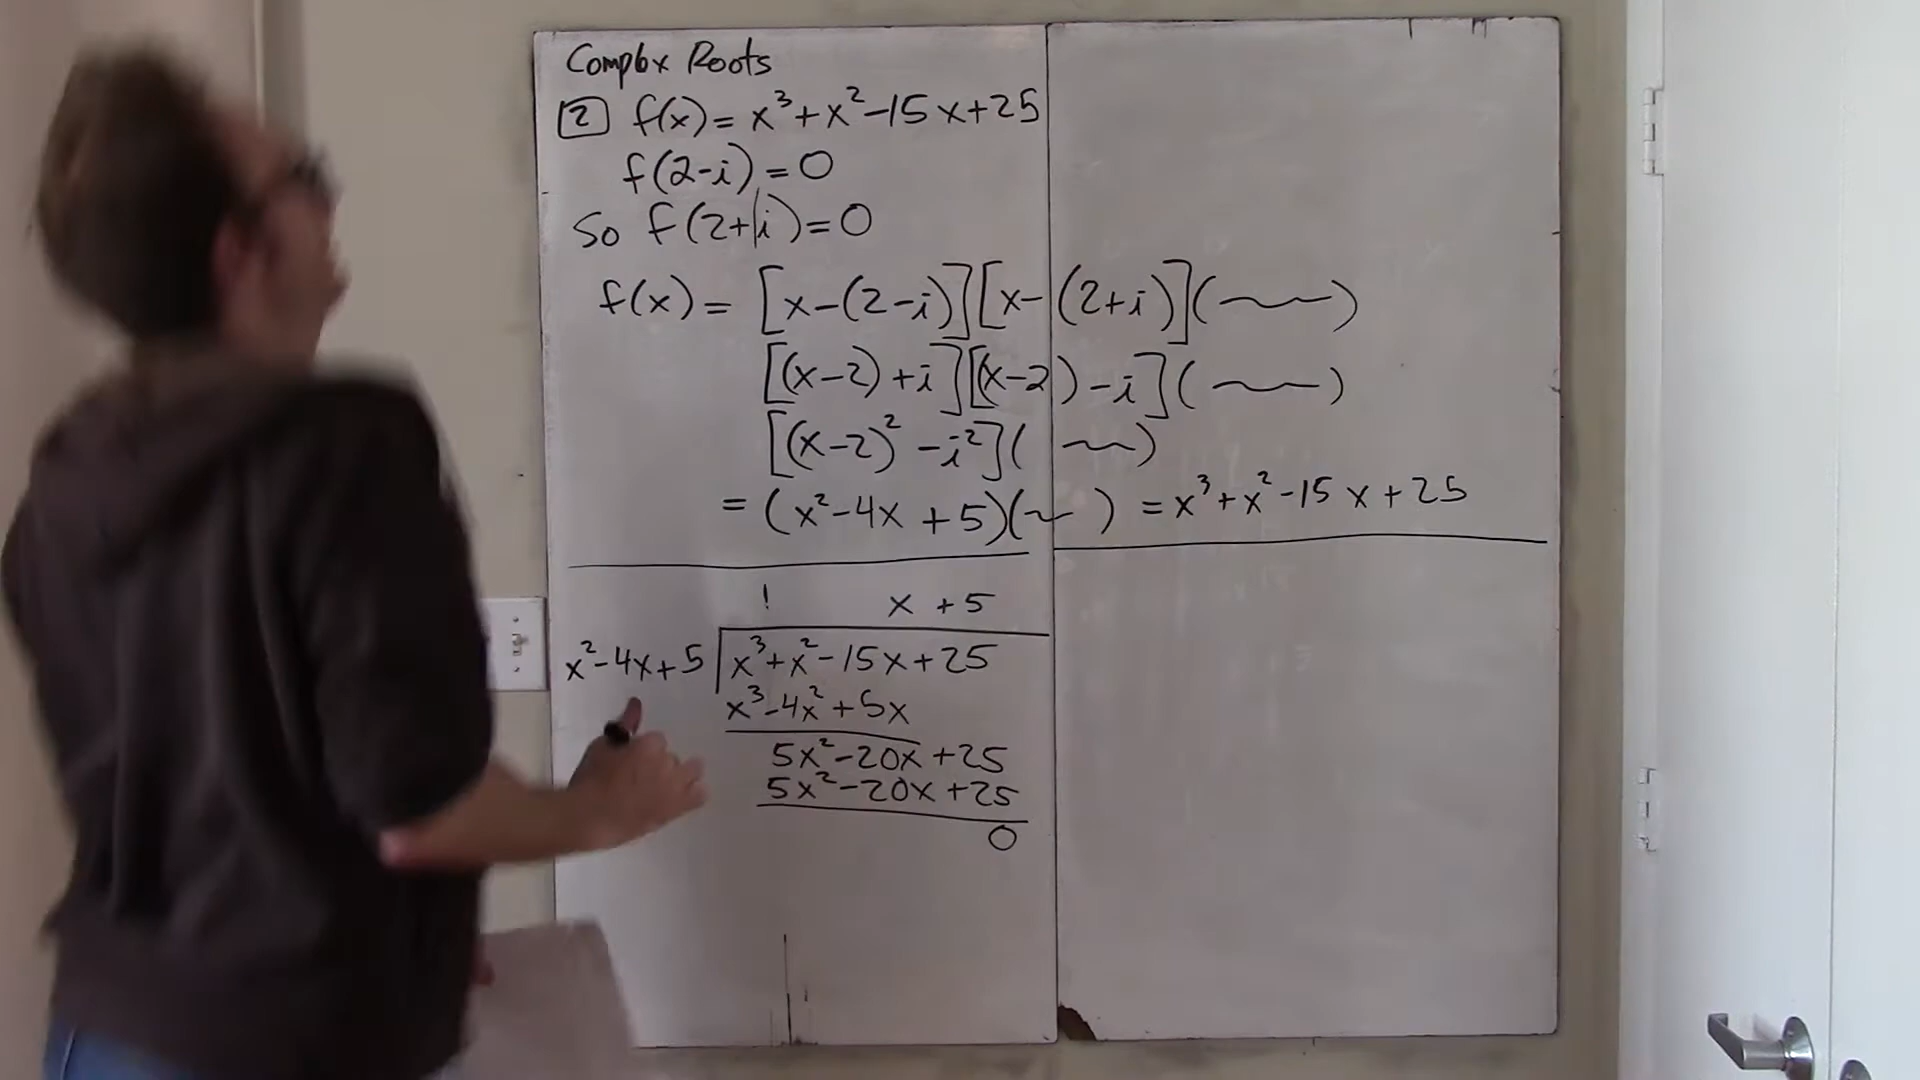 Complex Roots
2 f(x) = x³ + x² - 15x + 25
f(2-i) = 0
So f(2+i) = 0
f(x) = [x-(2-i)][x-(2+i)](~~)
[(x-2)+i][(x-2)-i](~~)
[(x-2)² - i²](~~)
= (x²-4x+5)(~) = x³+x²-15x+25
x + 5
x²-4x+5 x³+x²-15x+25
x³-4x²+5x
5x²-20x+25
5x²-20x+25
0